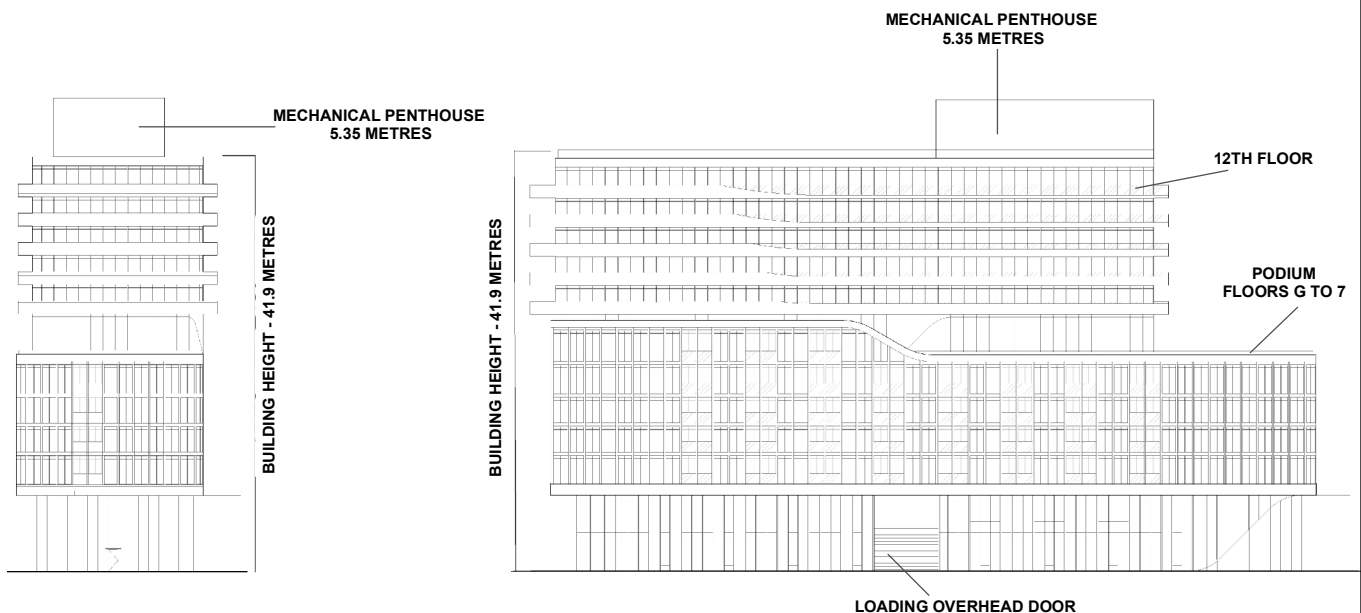 MECHANICAL PENTHOUSE
5.35 METRES
BUILDING HEIGHT - 41.9 METRES
MECHANICAL PENTHOUSE
5.35 METRES
12TH FLOOR
BUILDING HEIGHT - 41.9 METRES
PODIUM
FLOORS G TO 7
LOADING OVERHEAD DOOR